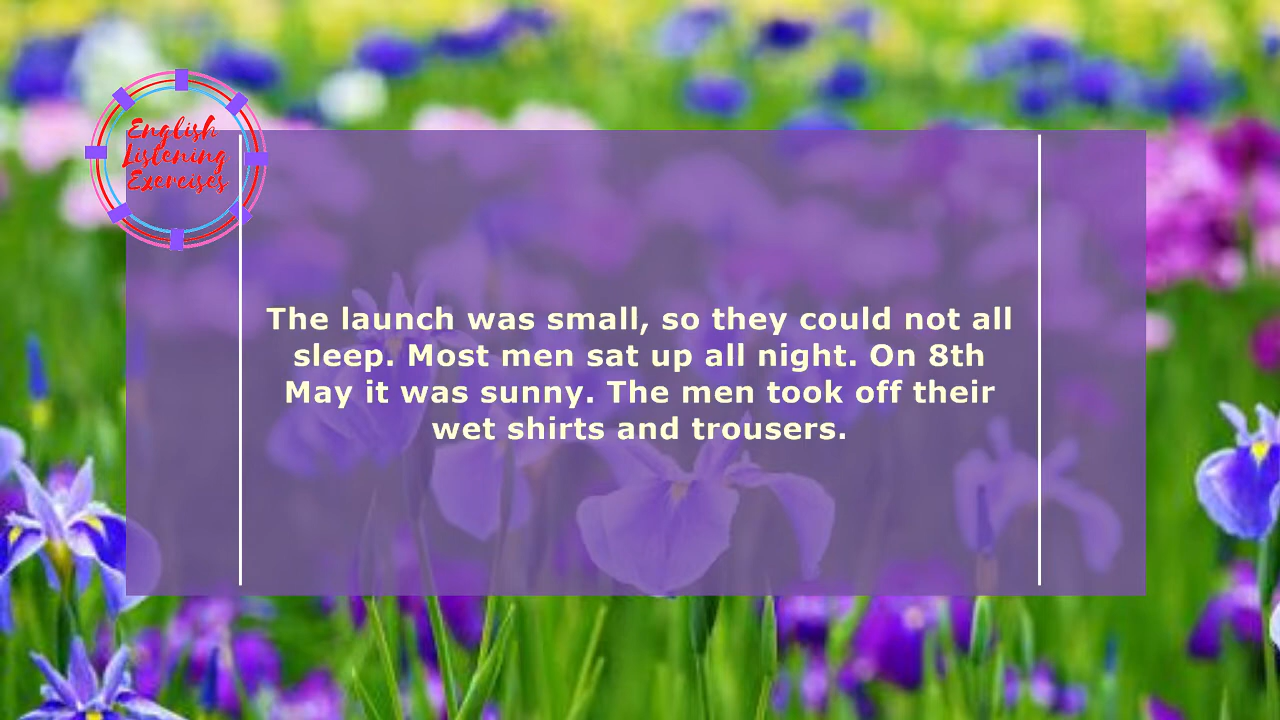 English
Listening
Exercises
The launch was small, so they could not all
sleep. Most men sat up all night. On 8th
May it was sunny. The men took off their
wet shirts and trousers.